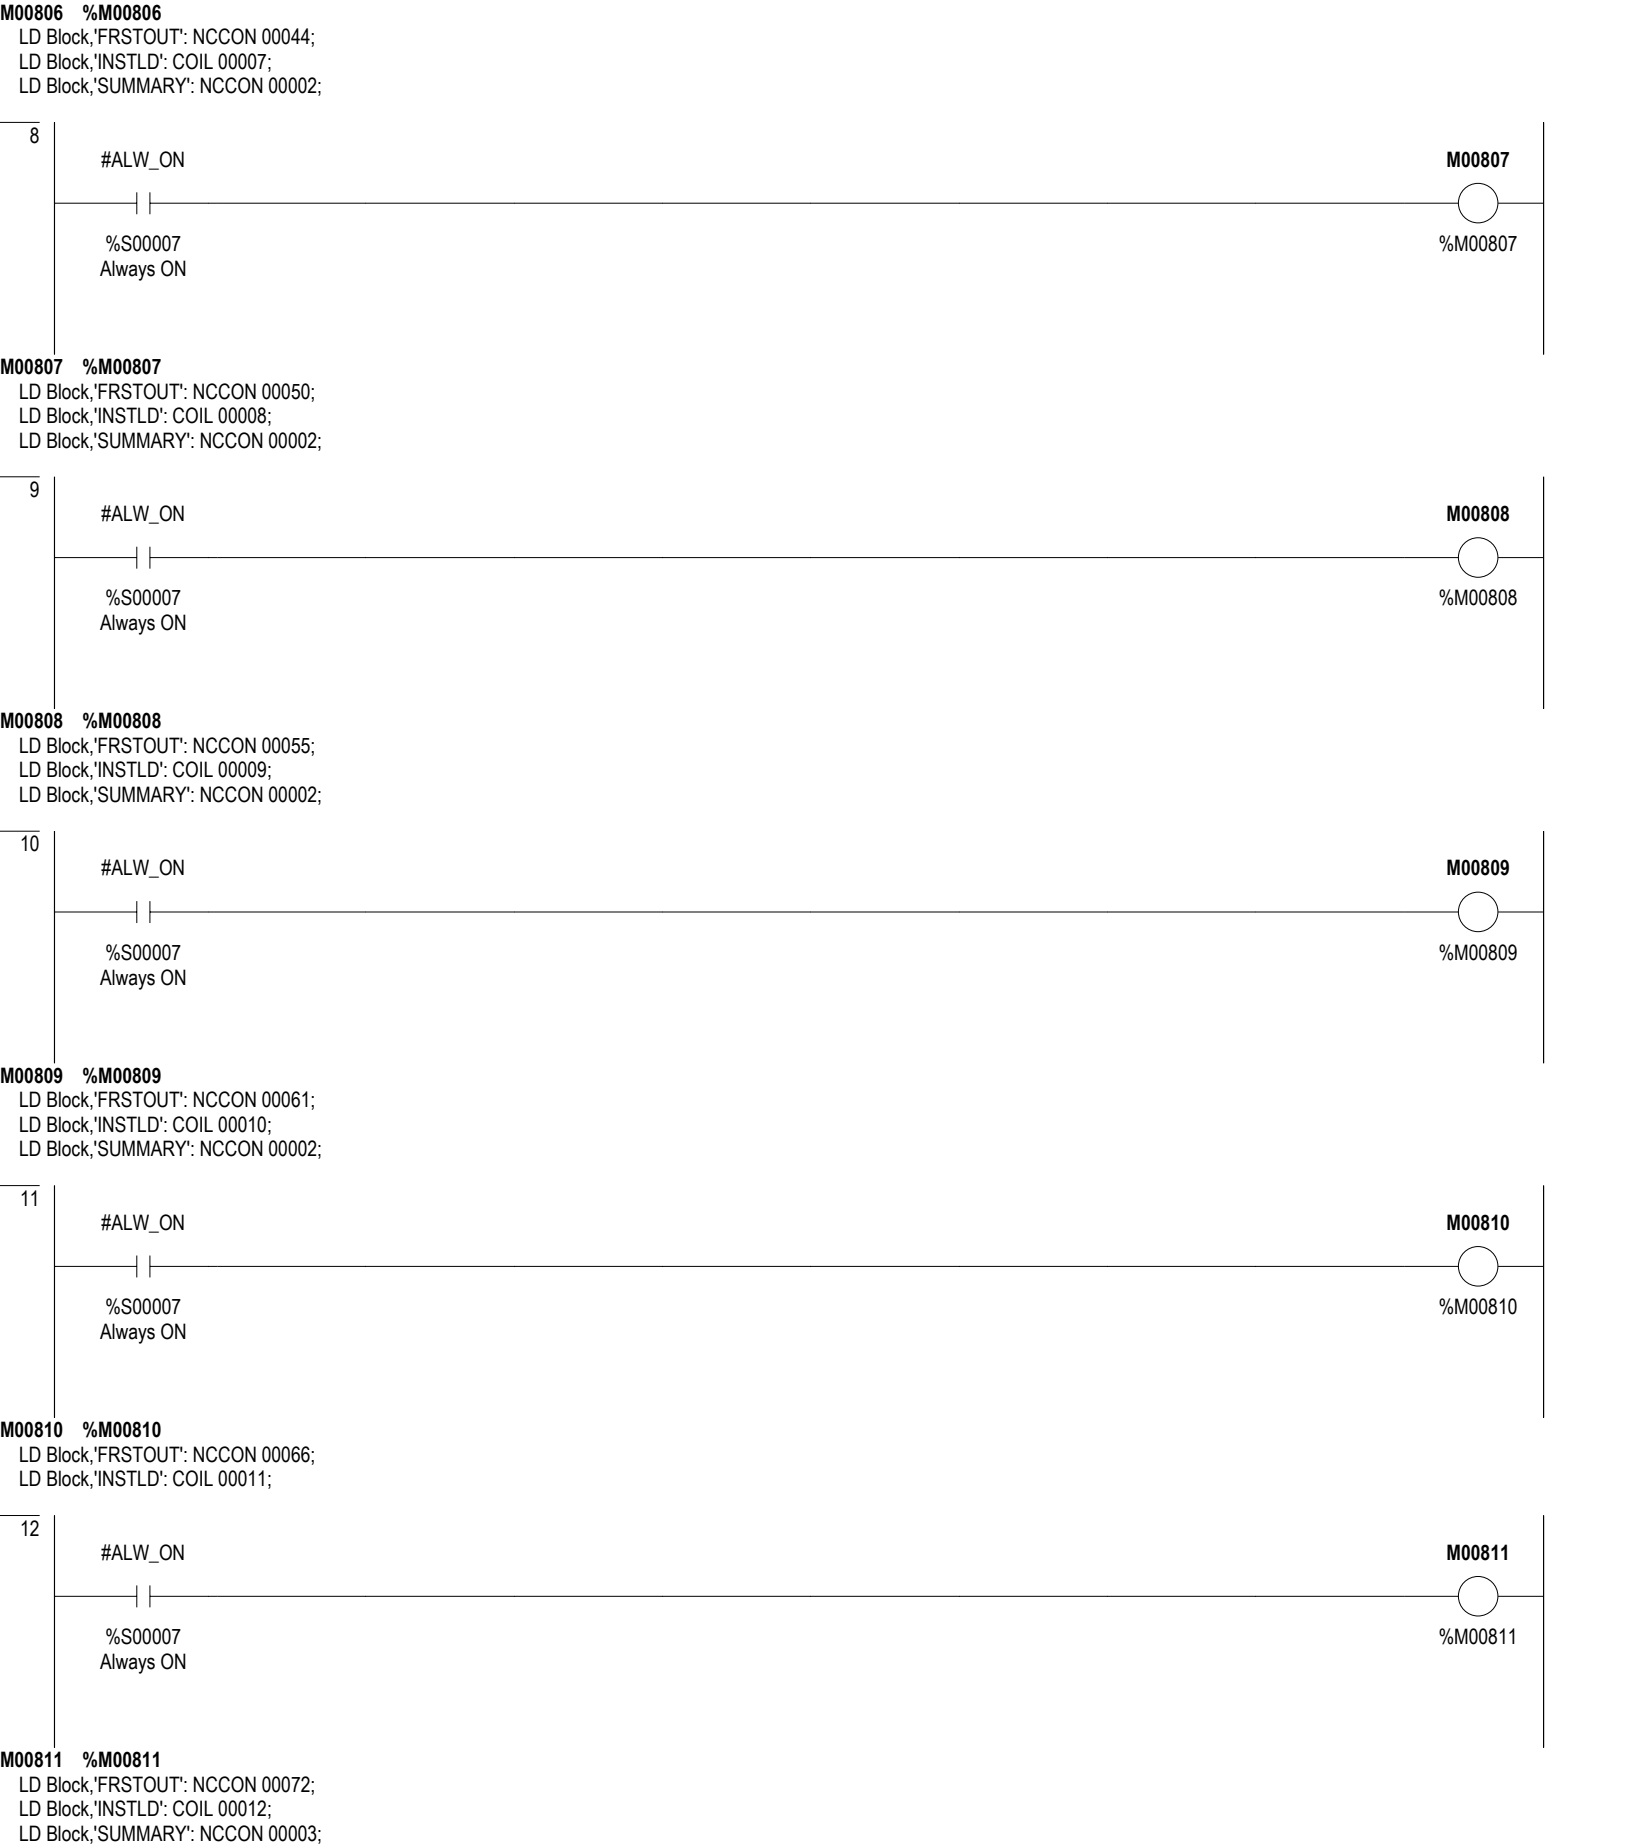 M00806 %M00806
LD Block,'FRSTOUT': NCCON 00044;
LD Block,'INSTLD': COIL 00007;
LD Block,'SUMMARY': NCCON 00002;
8
#ALW_ON M00807
%S00007 %M00807
Always ON
M00807 %M00807
LD Block,'FRSTOUT': NCCON 00050;
LD Block,'INSTLD': COIL 00008;
LD Block,'SUMMARY': NCCON 00002;
9
#ALW_ON M00808
%S00007 %M00808
Always ON
M00808 %M00808
LD Block,'FRSTOUT': NCCON 00055;
LD Block,'INSTLD': COIL 00009;
LD Block,'SUMMARY': NCCON 00002;
10
#ALW_ON M00809
%S00007 %M00809
Always ON
M00809 %M00809
LD Block,'FRSTOUT': NCCON 00061;
LD Block,'INSTLD': COIL 00010;
LD Block,'SUMMARY': NCCON 00002;
11
#ALW_ON M00810
%S00007 %M00810
Always ON
M00810 %M00810
LD Block,'FRSTOUT': NCCON 00066;
LD Block,'INSTLD': COIL 00011;
12
#ALW_ON M00811
%S00007 %M00811
Always ON
M00811 %M00811
LD Block,'FRSTOUT': NCCON 00072;
LD Block,'INSTLD': COIL 00012;
LD Block,'SUMMARY': NCCON 00003;